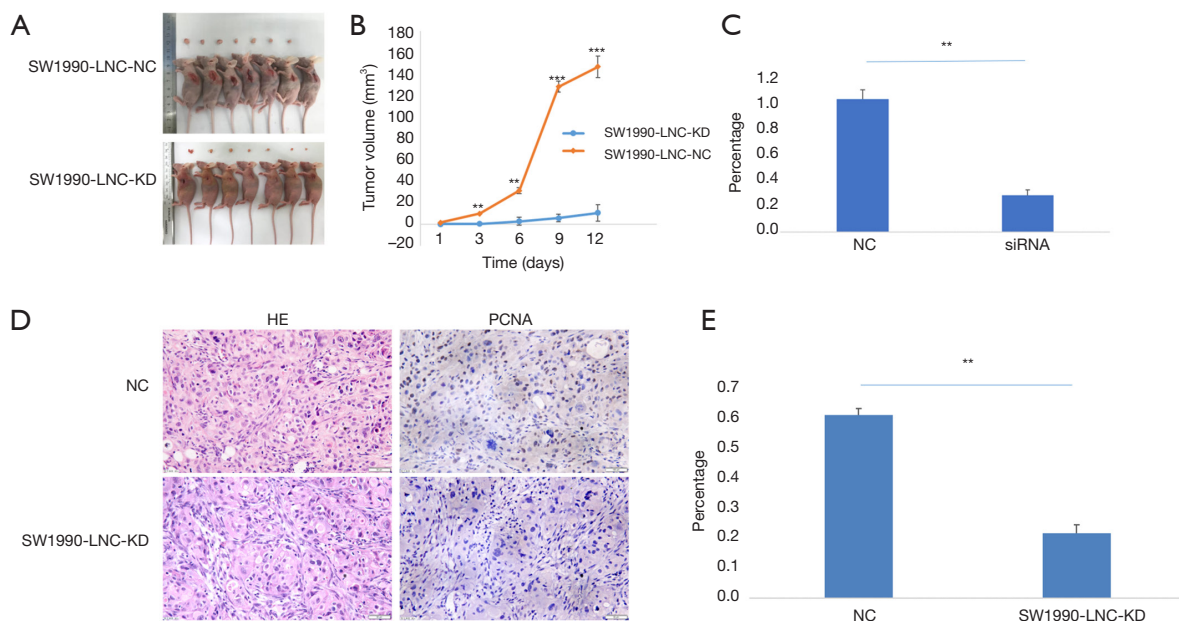 A
SW1990-LNC-NC
SW1990-LNC-KD
B
Tumor volume (mm³)
180
160
140
120
100
80
60
40
20
0
−20
**
**
***
***
SW1990-LNC-KD
SW1990-LNC-NC
1 3 6 9 12
Time (days)
C
**
Percentage
1.2
1.0
0.8
0.6
0.4
0.2
0.0
NC siRNA
D
HE PCNA
NC
SW1990-LNC-KD
E
**
Percentage
0.7
0.6
0.5
0.4
0.3
0.2
0.1
0.0
NC SW1990-LNC-KD